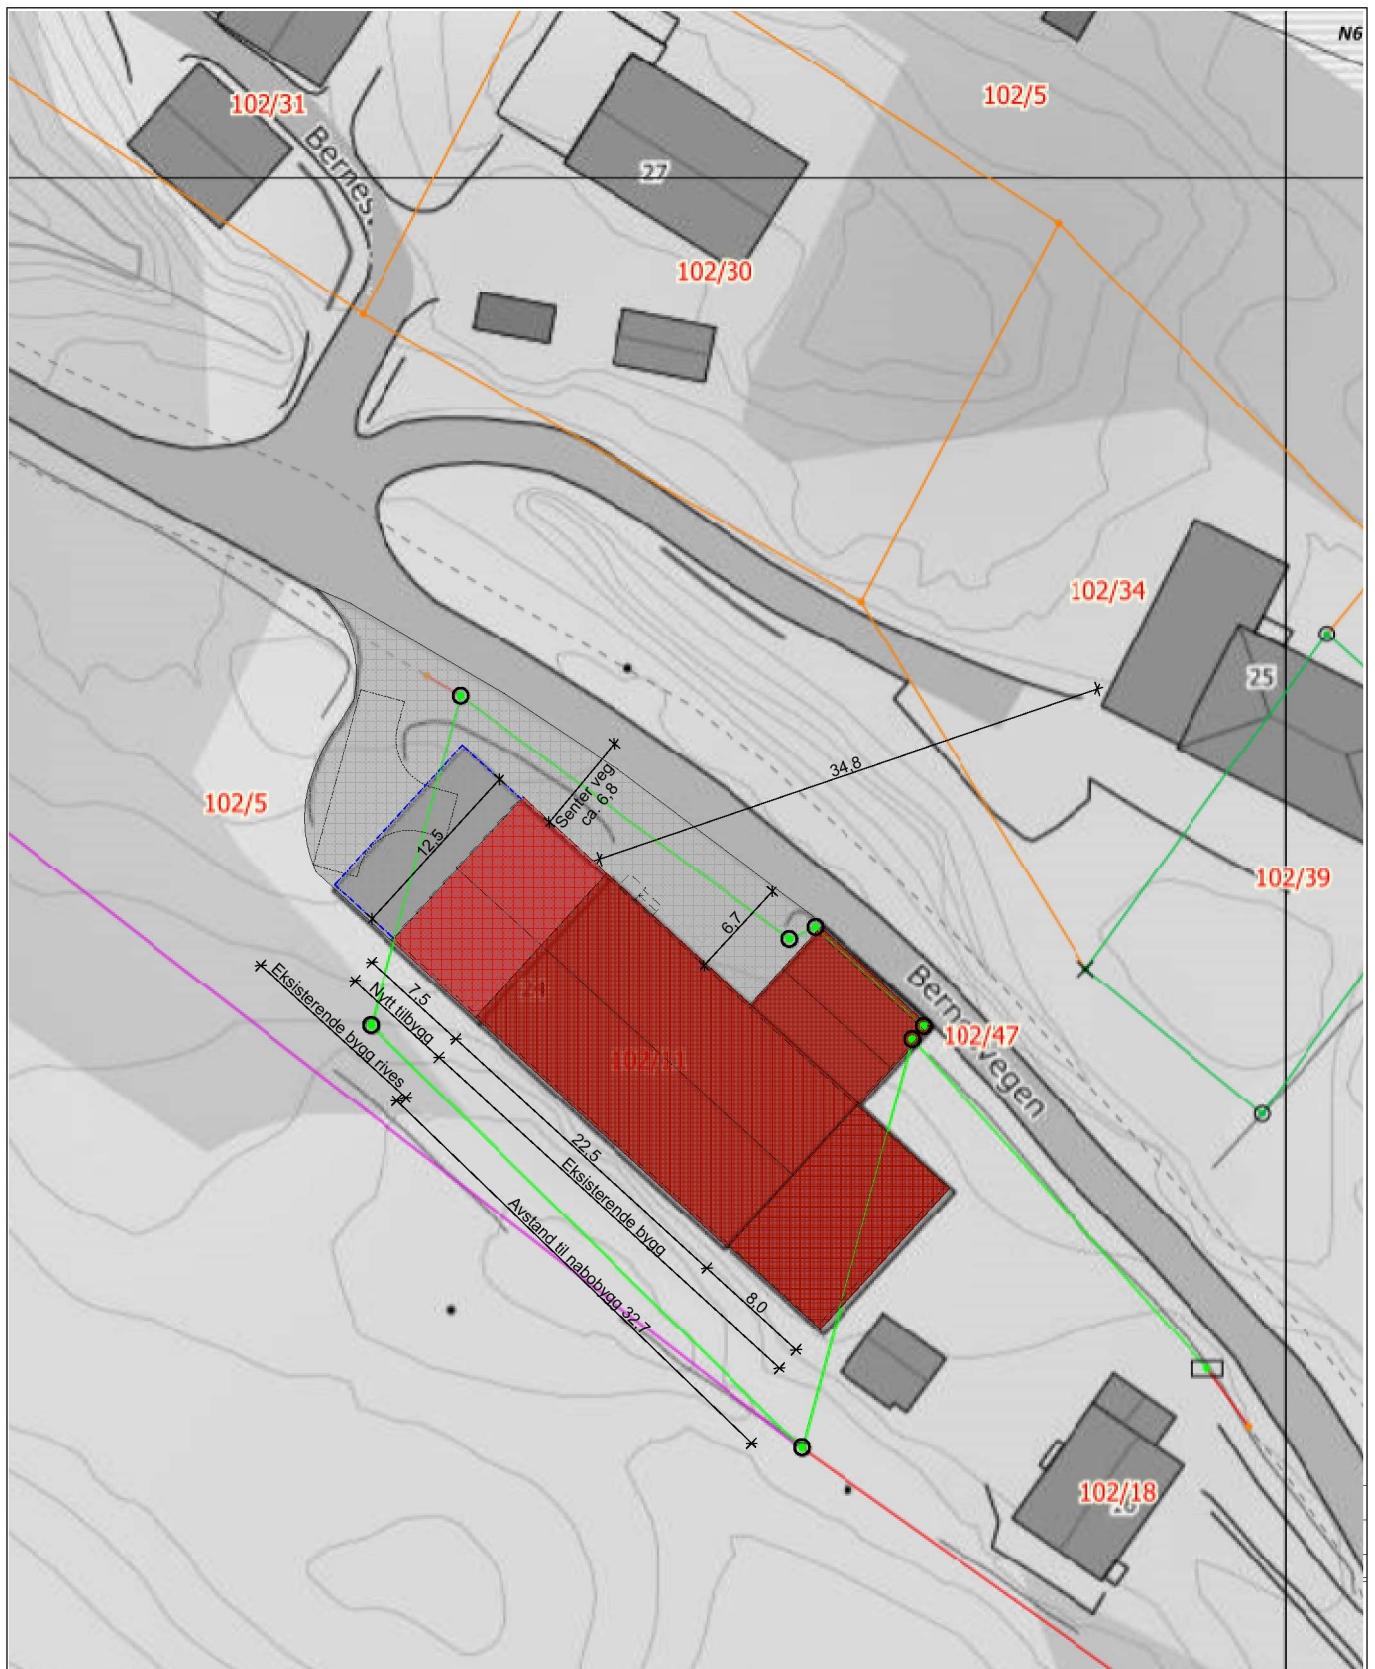 N6
102/5
102/31
Bernes.
27
102/30
102/34
25
34,8
102/5
Senter veg
ca. 6,8
12,5
102/39
6,7
7,5
Nytt tilbygg
Eksisterende bygg rives
102/47
22,5
Eksisterende bygg
Avstand til nabobygg 32,7
8,0
102/18